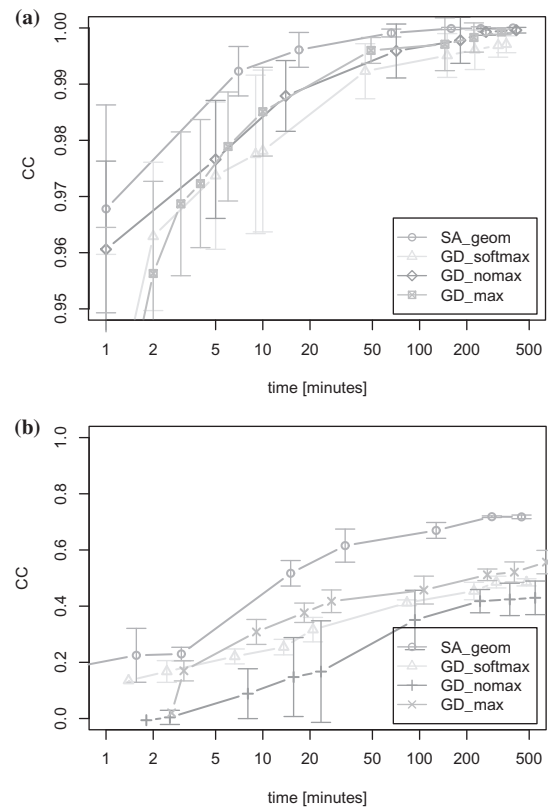 (a)
1.00
0.99
0.98
0.97
0.96
0.95
CC
SA_geom
GD_softmax
GD_nomax
GD_max
1 2 5 10 20 50 100 200 500
time [minutes]
(b)
1.0
0.8
0.6
0.4
0.2
0.0
CC
SA_geom
GD_softmax
GD_nomax
GD_max
1 2 5 10 20 50 100 200 500
time [minutes]